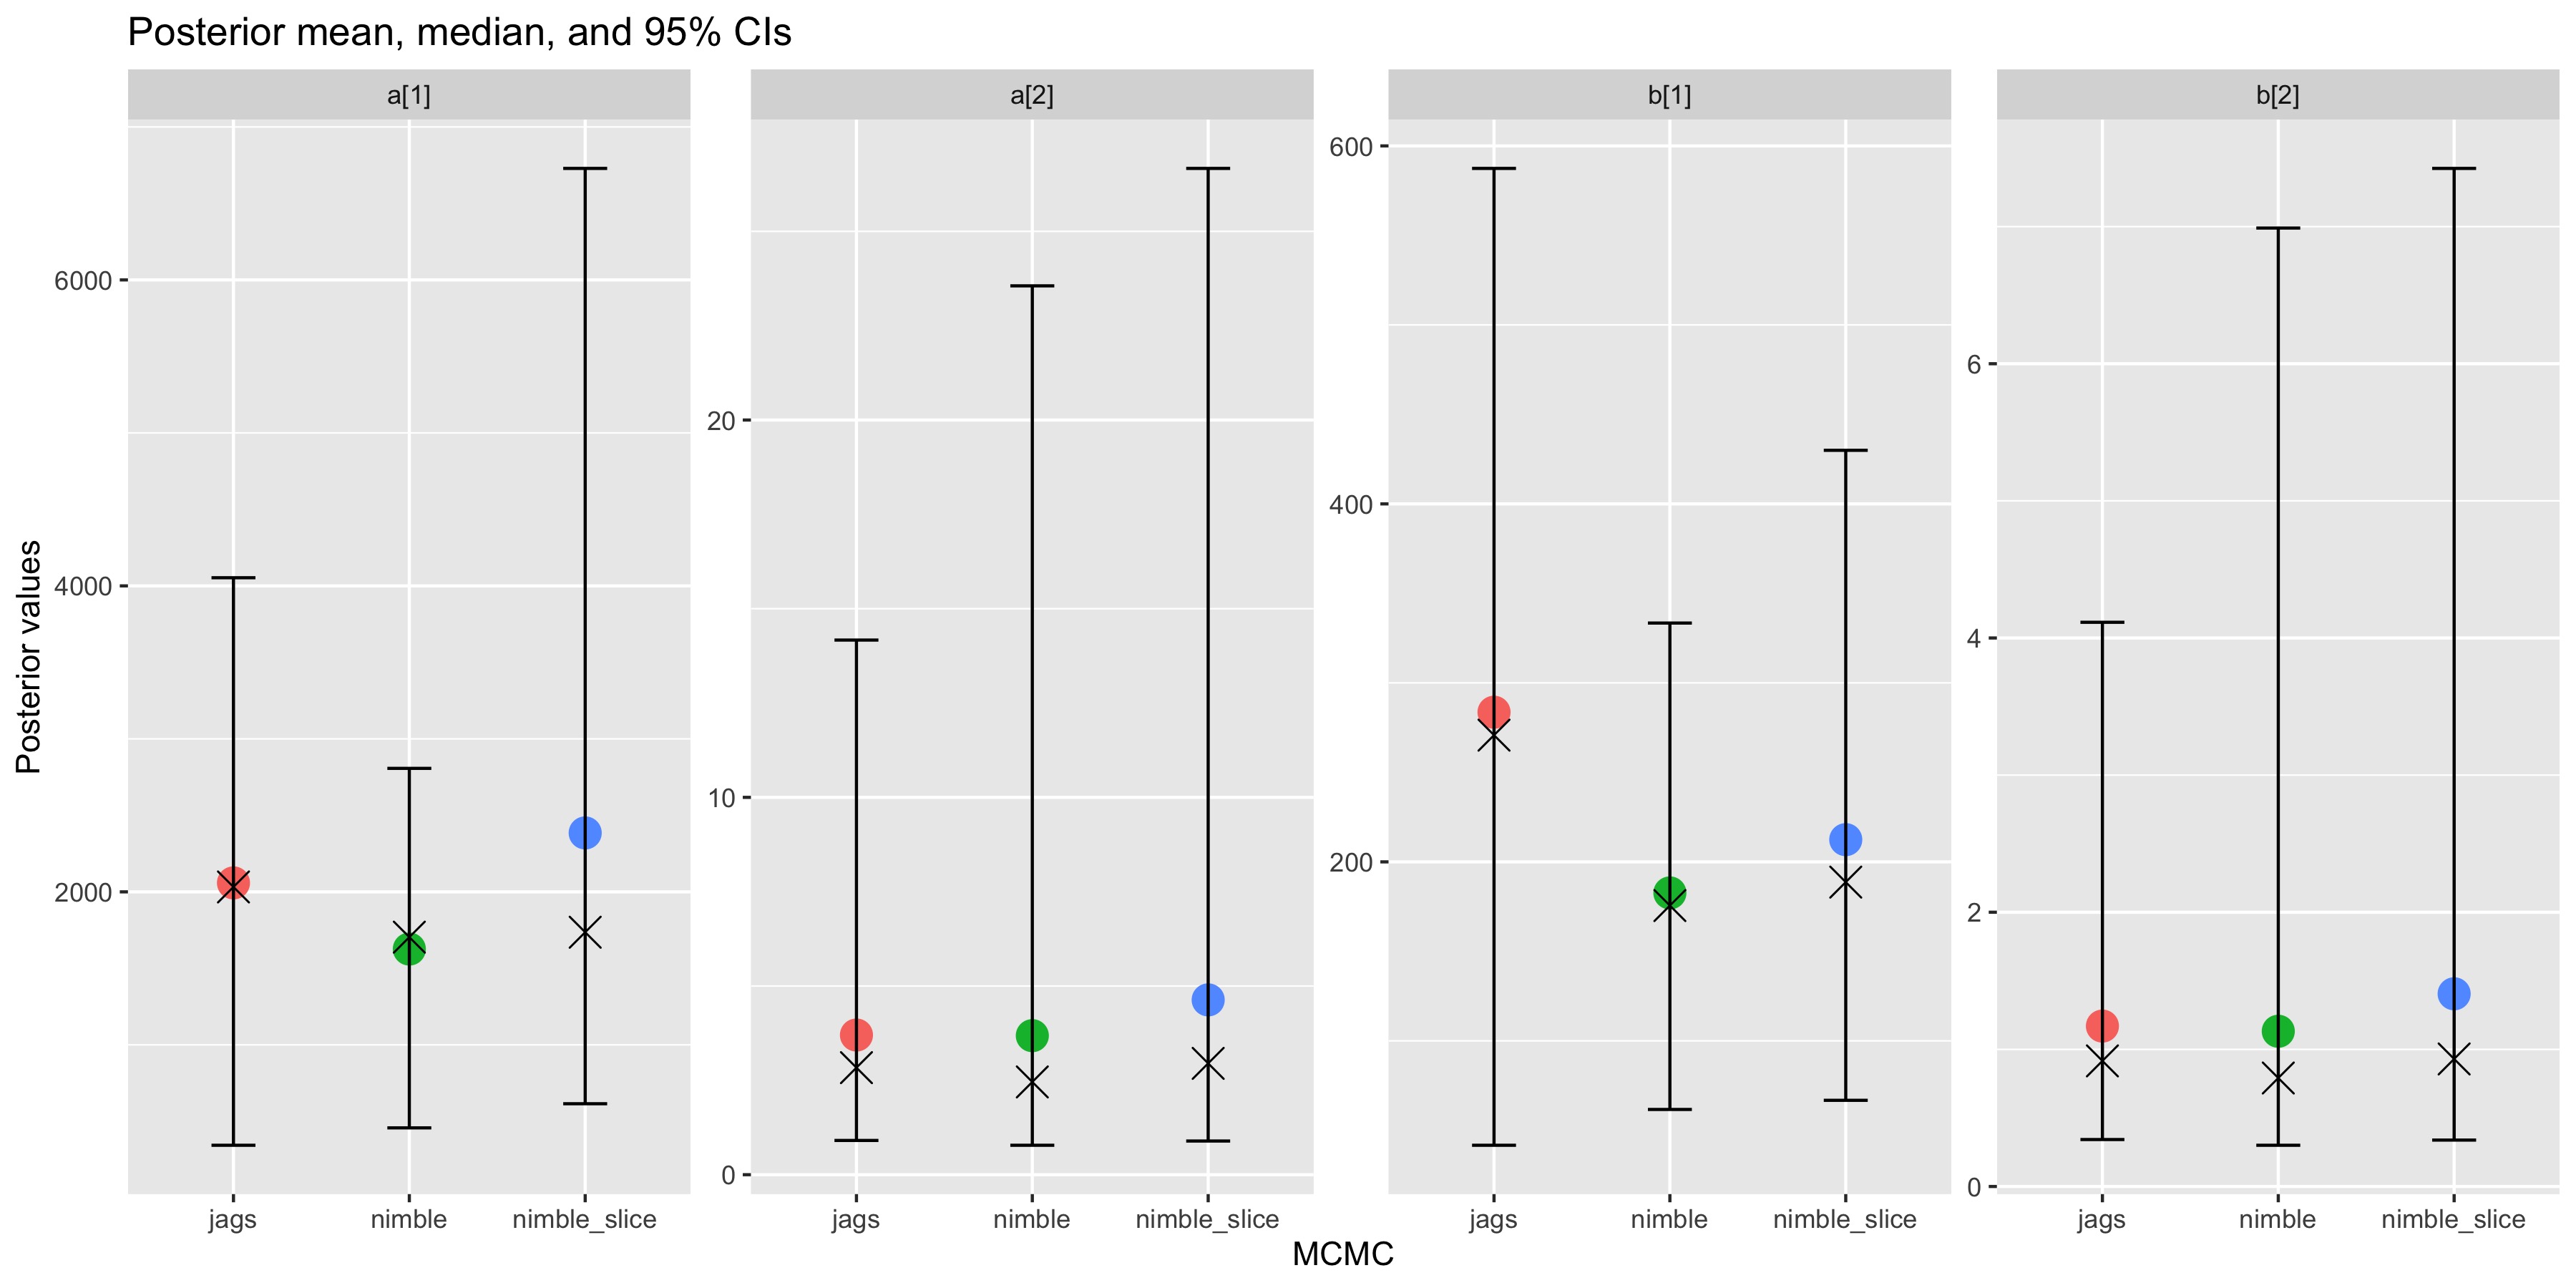 Posterior mean, median, and 95% CIs
a[1]
a[2]
b[1]
b[2]
Posterior values
6000
4000
2000
20
10
0
600
400
200
6
4
2
0
jags nimble nimble_slice
jags nimble nimble_slice
jags nimble nimble_slice
jags nimble nimble_slice
MCMC